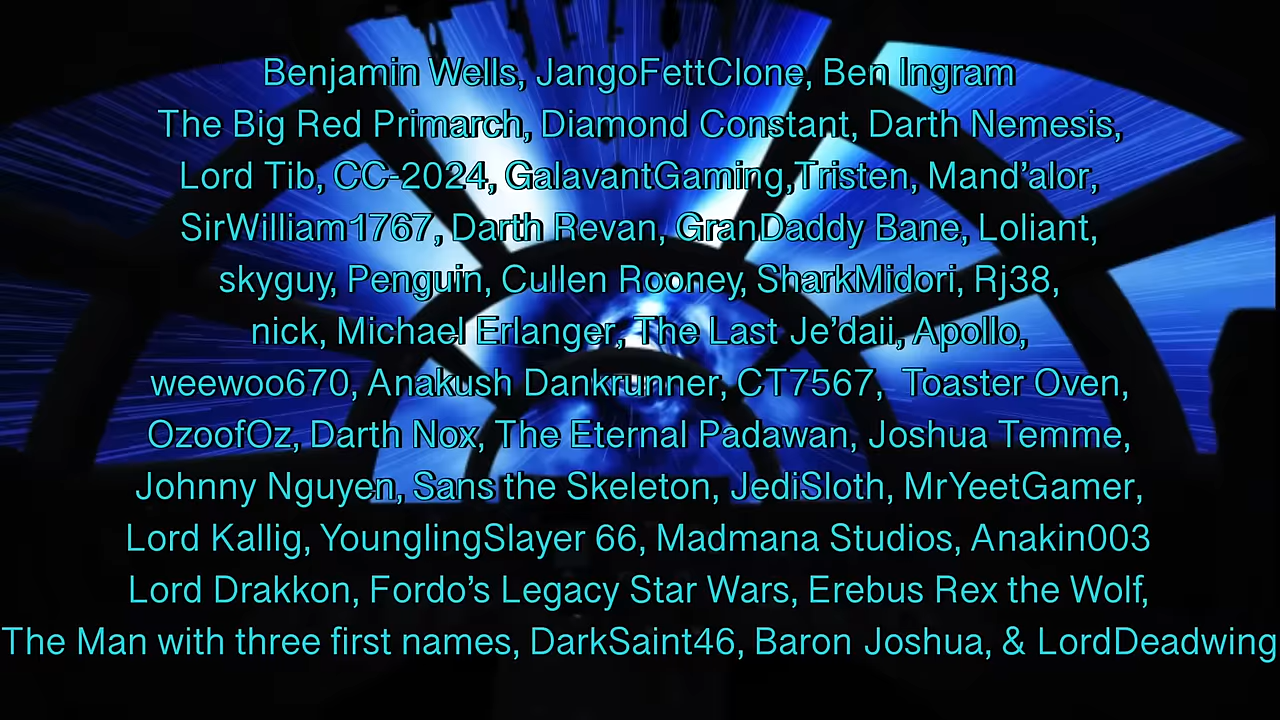 Benjamin Wells, JangoFettClone, Ben Ingram
The Big Red Primarch, Diamond Constant, Darth Nemesis,
Lord Tib, CC-2024, GalavantGaming,Tristen, Mand’alor,
SirWilliam1767, Darth Revan, GranDaddy Bane, Loliant,
skyguy, Penguin, Cullen Rooney, SharkMidori, Rj38,
nick, Michael Erlanger, The Last Je’daii, Apollo,
weewoo670, Anakush Dankrunner, CT7567,  Toaster Oven,
OzoofOz, Darth Nox, The Eternal Padawan, Joshua Temme,
Johnny Nguyen, Sans the Skeleton, JediSloth, MrYeetGamer,
Lord Kallig, YounglingSlayer 66, Madmana Studios, Anakin003
Lord Drakkon, Fordo’s Legacy Star Wars, Erebus Rex the Wolf,
The Man with three first names, DarkSaint46, Baron Joshua, & LordDeadwing